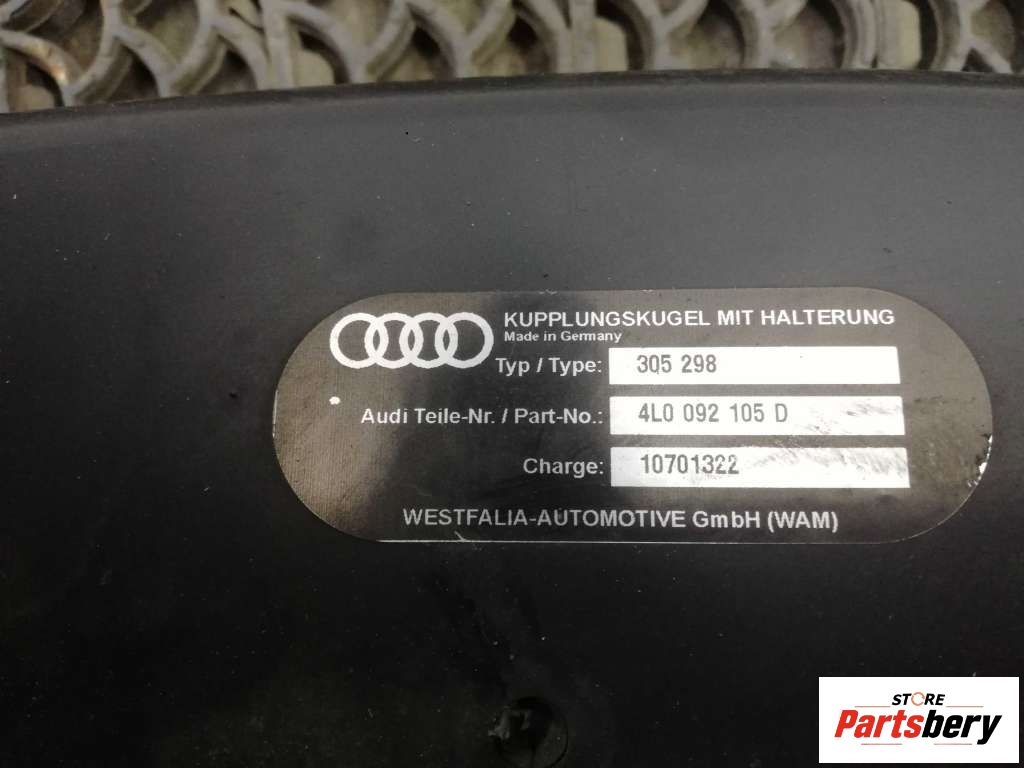 KUPPLUNGSKUGEL MIT HALTERUNG
Made in Germany
Typ / Type: 305 298
Audi Teile-Nr. / Part-No.: 4L0 092 105 D
Charge: 10701322
WESTFALIA-AUTOMOTIVE GmbH (WAM)
STORE
Partsbery